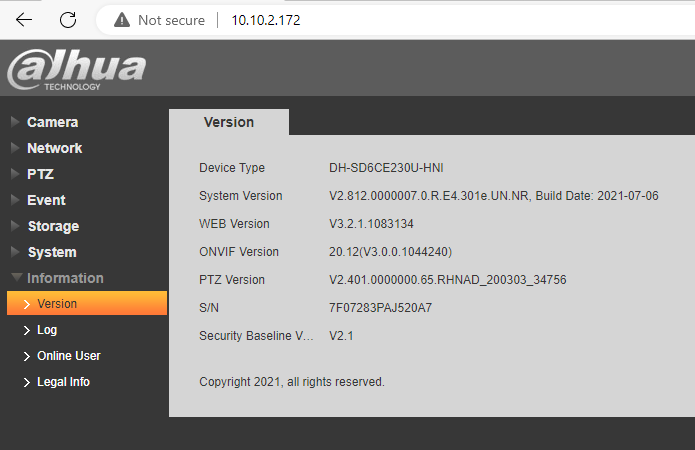 Not secure | 10.10.2.172
alhua
TECHNOLOGY
Camera
Network
PTZ
Event
Storage
System
Information
Version
Log
Online User
Legal Info
Version
Device Type DH-SD6CE230U-HNI
System Version V2.812.0000007.0.R.E4.301e.UN.NR, Build Date: 2021-07-06
WEB Version V3.2.1.1083134
ONVIF Version 20.12(V3.0.0.1044240)
PTZ Version V2.401.0000000.65.RHNAD_200303_34756
S/N 7F07283PAJ520A7
Security Baseline V... V2.1
Copyright 2021, all rights reserved.